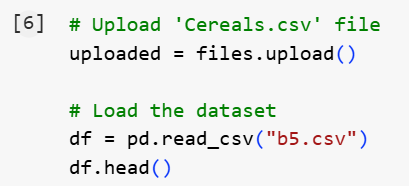 [6] # Upload 'Cereals.csv' file
uploaded = files.upload()
# Load the dataset
df = pd.read_csv("b5.csv")
df.head()